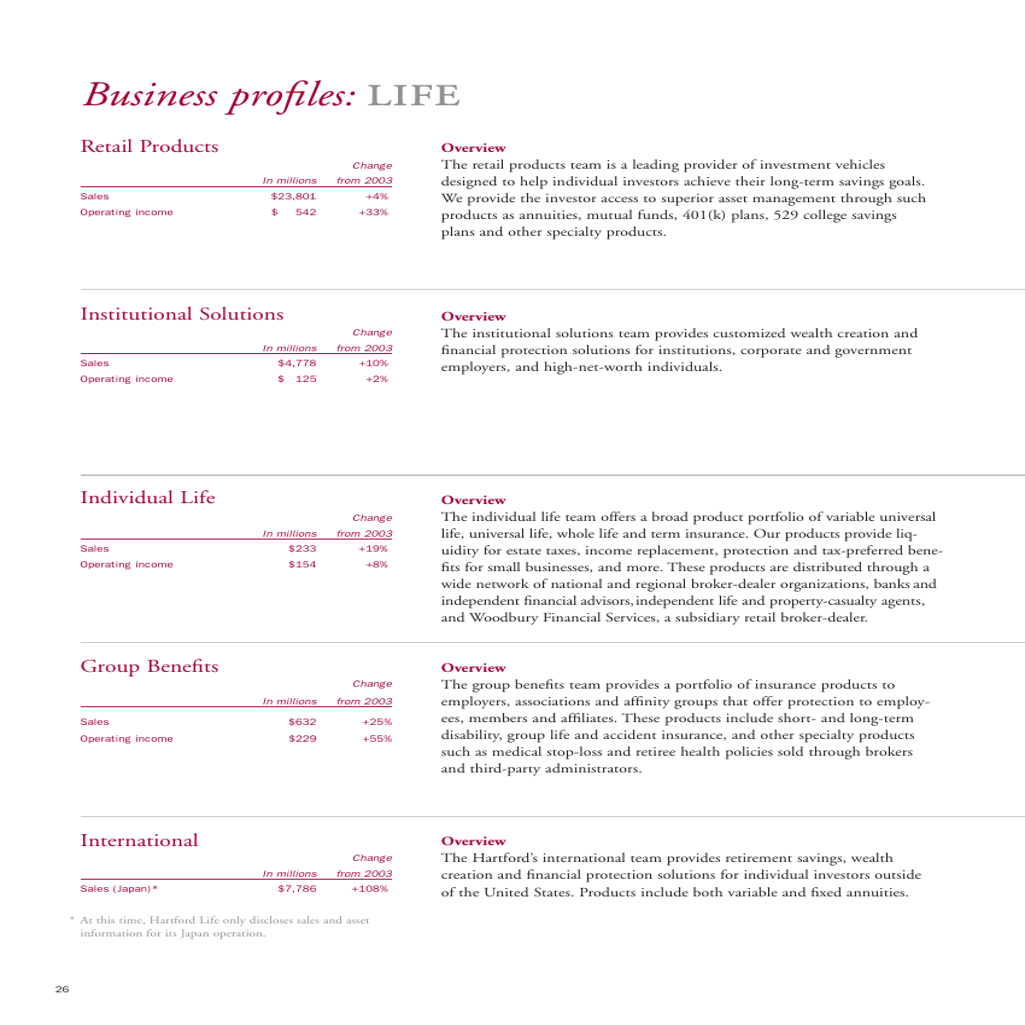 Business profiles: LIFE
Retail Products
Change
In millions from 2003
Sales $23,801 +4%
Operating income $ 542 +33%
Overview
The retail products team is a leading provider of investment vehicles
designed to help individual investors achieve their long-term savings goals.
We provide the investor access to superior asset management through such
products as annuities, mutual funds, 401(k) plans, 529 college savings
plans and other specialty products.
Institutional Solutions
Change
In millions from 2003
Sales $4,778 +10%
Operating income $ 125 +2%
Overview
The institutional solutions team provides customized wealth creation and
financial protection solutions for institutions, corporate and government
employers, and high-net-worth individuals.
Individual Life
Change
In millions from 2003
Sales $233 +19%
Operating income $154 +8%
Overview
The individual life team offers a broad product portfolio of variable universal
life, universal life, whole life and term insurance. Our products provide liq-
uidity for estate taxes, income replacement, protection and tax-preferred bene-
fits for small businesses, and more. These products are distributed through a
wide network of national and regional broker-dealer organizations, banks and
independent financial advisors, independent life and property-casualty agents,
and Woodbury Financial Services, a subsidiary retail broker-dealer.
Group Benefits
Change
In millions from 2003
Sales $632 +25%
Operating income $229 +55%
Overview
The group benefits team provides a portfolio of insurance products to
employers, associations and affinity groups that offer protection to employ-
ees, members and affiliates. These products include short- and long-term
disability, group life and accident insurance, and other specialty products
such as medical stop-loss and retiree health policies sold through brokers
and third-party administrators.
International
Change
In millions from 2003
Sales (Japan)* $7,786 +108%
* At this time, Hartford Life only discloses sales and asset
information for its Japan operation.
Overview
The Hartford's international team provides retirement savings, wealth
creation and financial protection solutions for individual investors outside
of the United States. Products include both variable and fixed annuities.
26